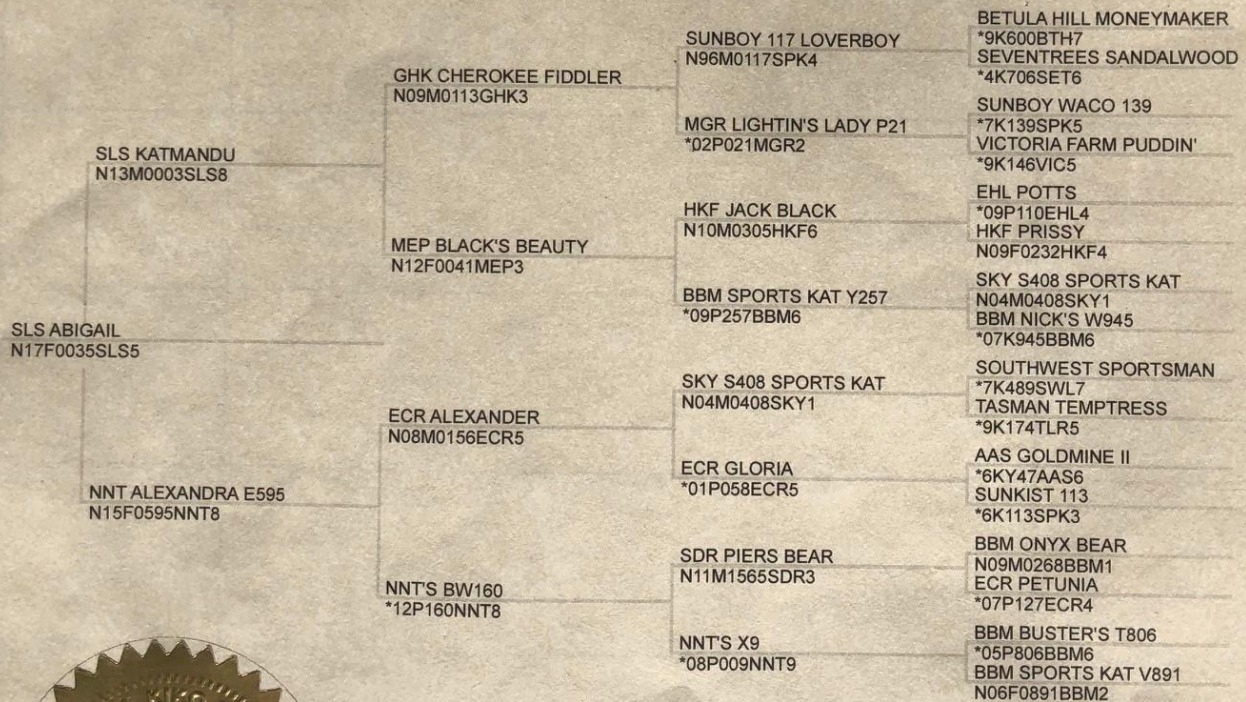 BETULA HILL MONEYMAKER
*9K600BTH7
SUNBOY 117 LOVERBOY
N96M0117SPK4
SEVENTREES SANDALWOOD
*4K706SET6
GHK CHEROKEE FIDDLER
N09M0113GHK3
SUNBOY WACO 139
*7K139SPK5
MGR LIGHTIN'S LADY P21
*02P021MGR2
VICTORIA FARM PUDDIN'
*9K146VIC5
SLS KATMANDU
N13M0003SLS8
EHL POTTS
*09P110EHL4
HKF JACK BLACK
N10M0305HKF6
HKF PRISSY
N09F0232HKF4
MEP BLACK'S BEAUTY
N12F0041MEP3
SKY S408 SPORTS KAT
N04M0408SKY1
BBM SPORTS KAT Y257
*09P257BBM6
BBM NICK'S W945
*07K945BBM6
SLS ABIGAIL
N17F0035SLS5
SOUTHWEST SPORTSMAN
*7K489SWL7
SKY S408 SPORTS KAT
N04M0408SKY1
TASMAN TEMPTRESS
*9K174TLR5
ECR ALEXANDER
N08M0156ECR5
AAS GOLDMINE II
*6KY47AAS6
ECR GLORIA
*01P058ECR5
SUNKIST 113
*6K113SPK3
NNT ALEXANDRA E595
N15F0595NNT8
BBM ONYX BEAR
N09M0268BBM1
SDR PIERS BEAR
N11M1565SDR3
ECR PETUNIA
*07P127ECR4
NNT'S BW160
*12P160NNT8
BBM BUSTER'S T806
*05P806BBM6
NNT'S X9
*08P009NNT9
BBM SPORTS KAT V891
N06F0891BBM2
KIKO